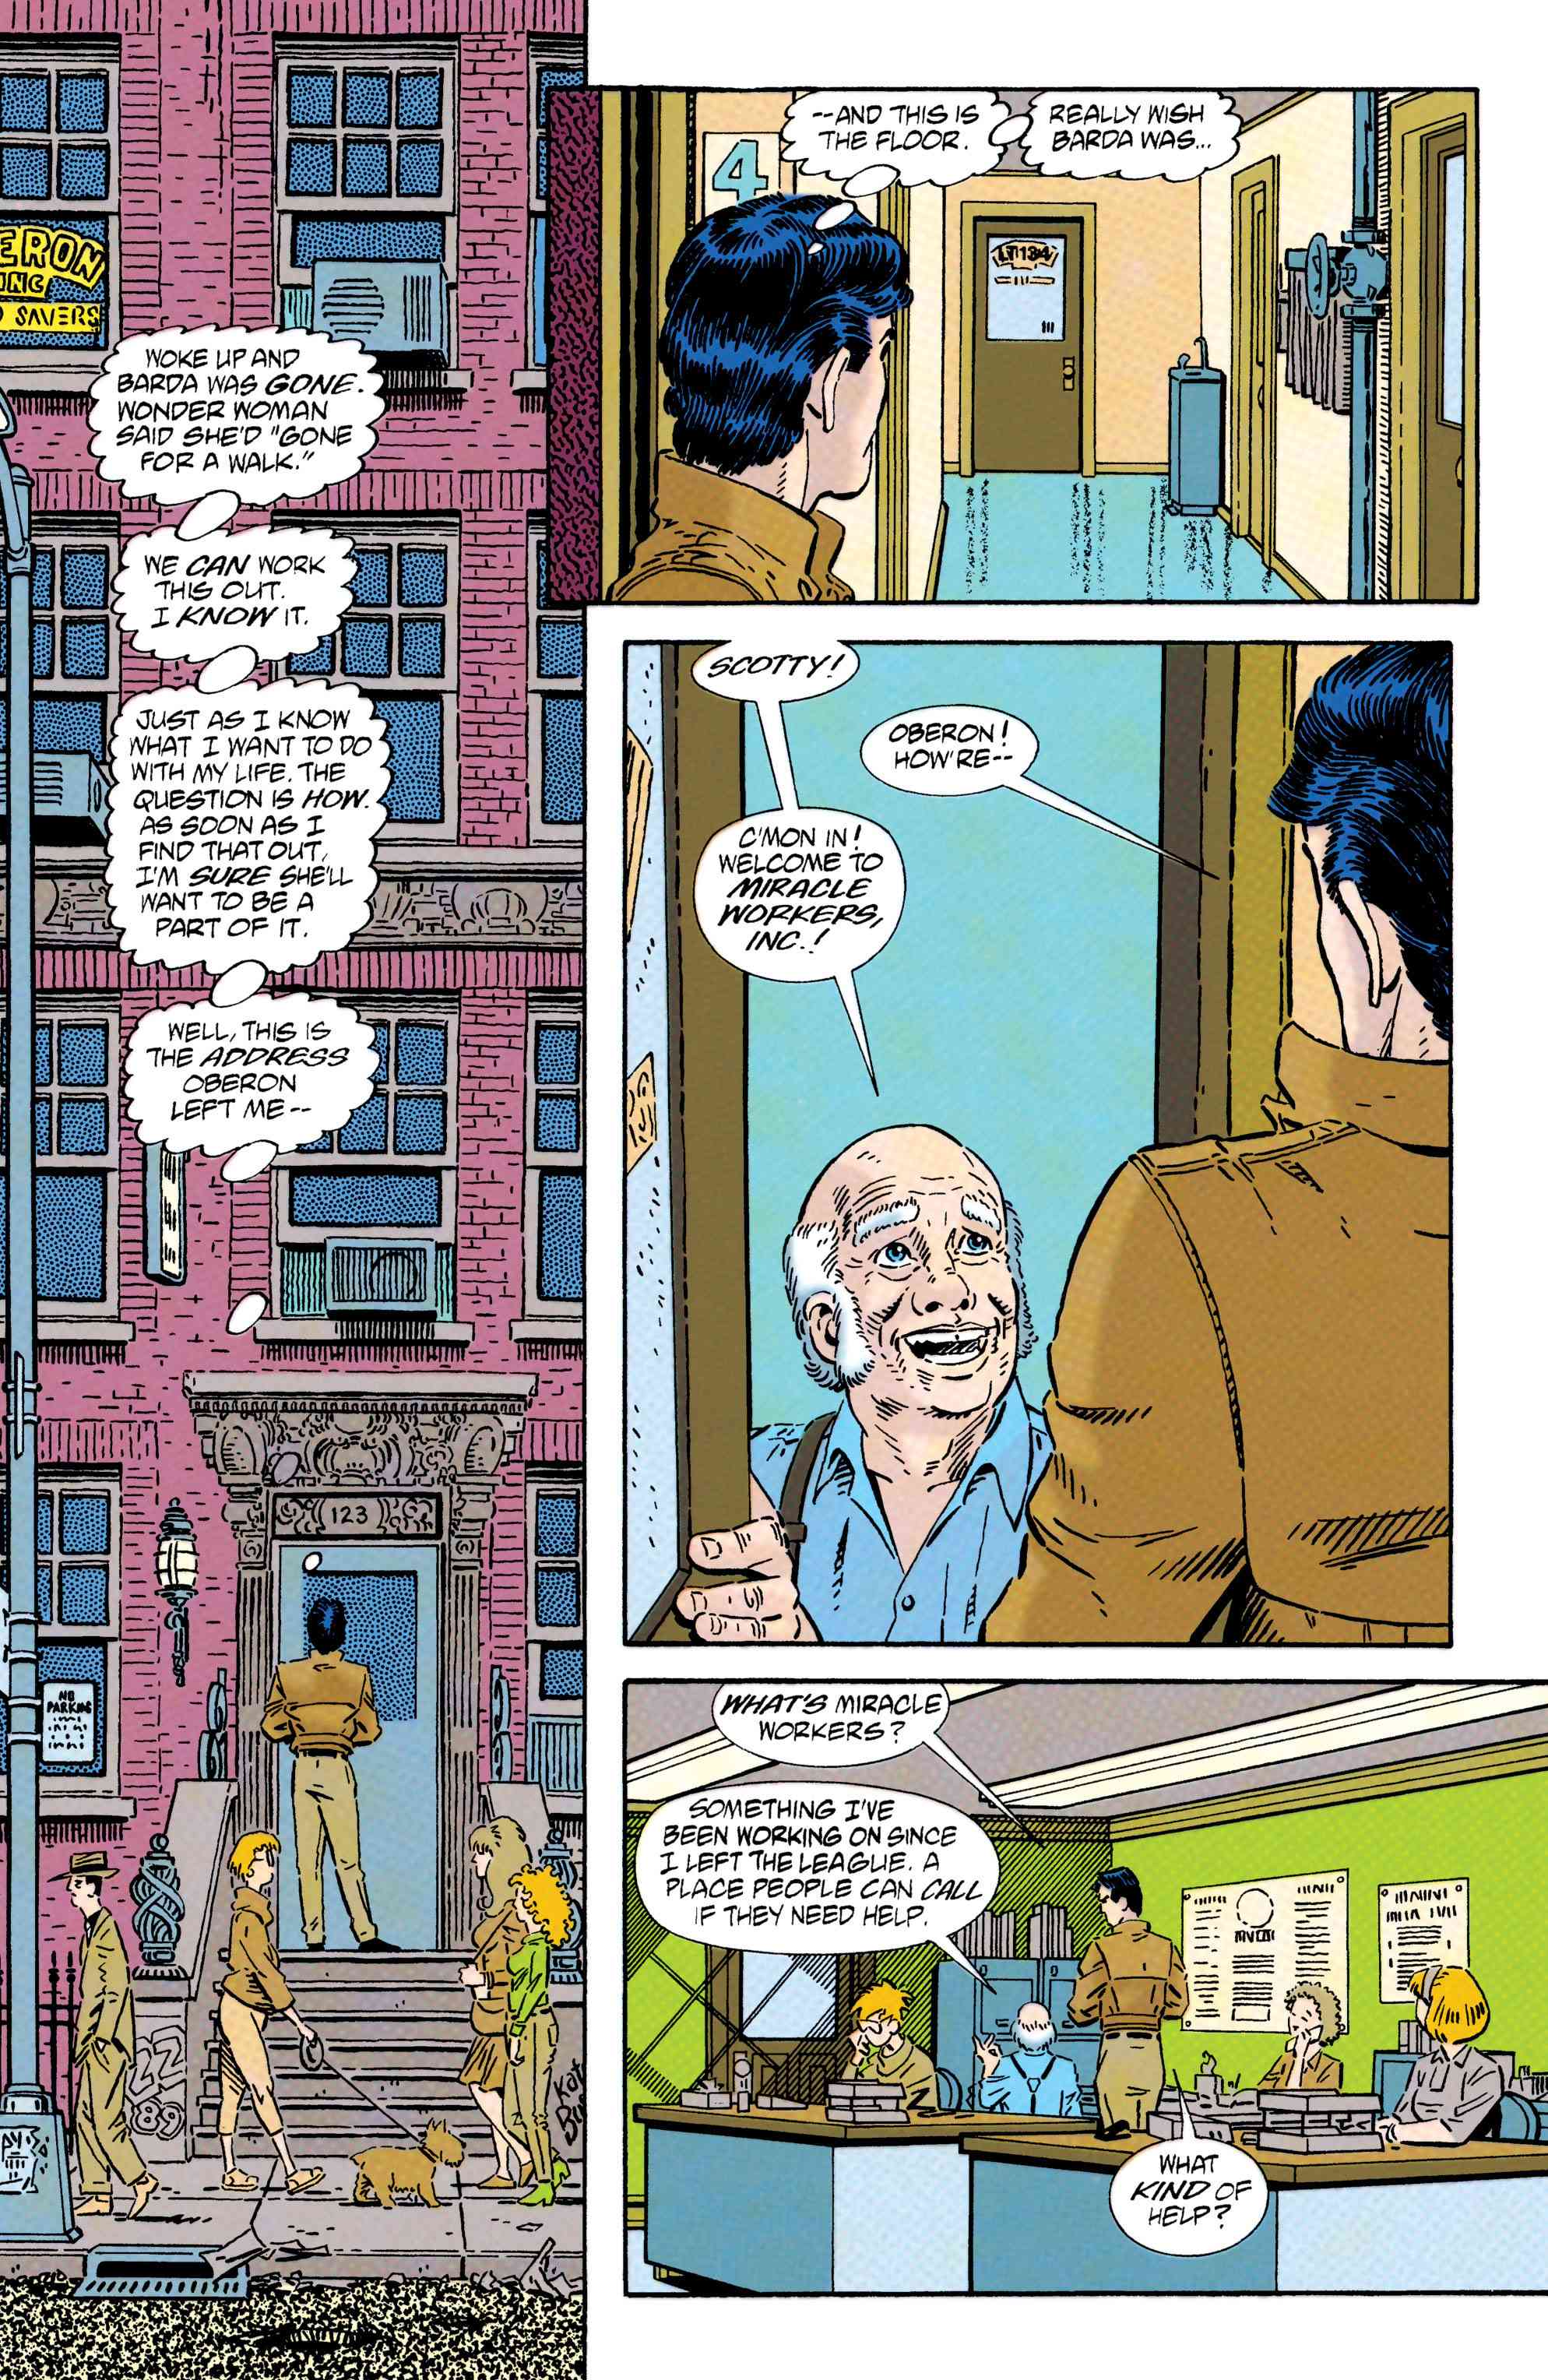 ERON
INC
SAVERS
WOKE UP AND
BARDA WAS GONE.
WONDER WOMAN
SAID SHE'D "GONE
FOR A WALK."
WE CAN WORK
THIS OUT.
I KNOW IT.
JUST AS I KNOW
WHAT I WANT TO DO
WITH MY LIFE. THE
QUESTION IS HOW.
AS SOON AS I
FIND THAT OUT,
I'M SURE SHE'LL
WANT TO BE A
PART OF IT.
WELL, THIS IS
THE ADDRESS
OBERON
LEFT ME--
123
NO
PARKING
89
--AND THIS IS
THE FLOOR.
REALLY WISH
BARDA WAS...
4
SCOTTY!
OBERON!
HOW'RE--
C'MON IN!
WELCOME TO
MIRACLE
WORKERS,
INC.!
WHAT'S MIRACLE
WORKERS?
SOMETHING I'VE
BEEN WORKING ON SINCE
I LEFT THE LEAGUE. A
PLACE PEOPLE CAN CALL
IF THEY NEED HELP.
WHAT
KIND OF
HELP?